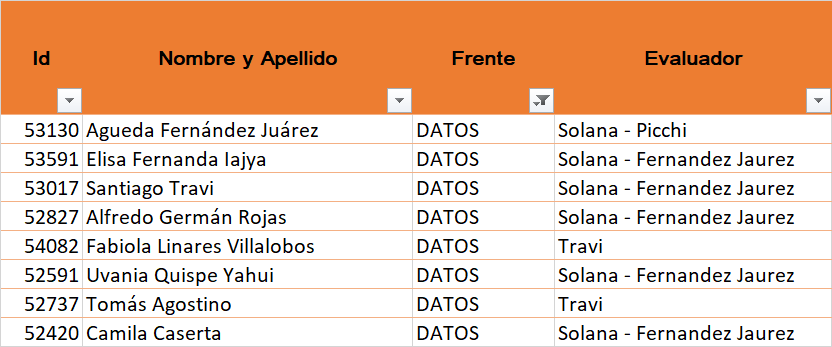 Id Nombre y Apellido Frente Evaluador
53130 Agueda Fernández Juárez DATOS Solana - Picchi
53591 Elisa Fernanda Iajya DATOS Solana - Fernandez Jaurez
53017 Santiago Travi DATOS Solana - Fernandez Jaurez
52827 Alfredo Germán Rojas DATOS Solana - Fernandez Jaurez
54082 Fabiola Linares Villalobos DATOS Travi
52591 Uvania Quispe Yahui DATOS Solana - Fernandez Jaurez
52737 Tomás Agostino DATOS Travi
52420 Camila Caserta DATOS Solana - Fernandez Jaurez